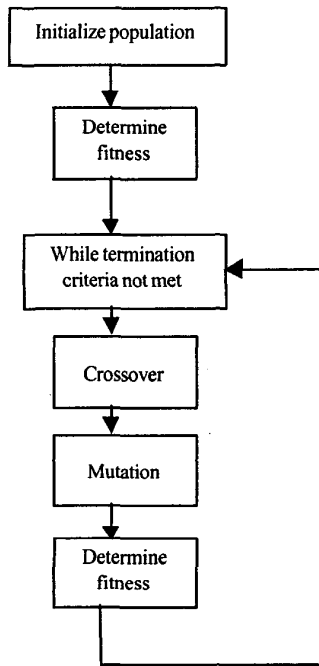 Initialize population
Determine
fitness
While termination
criteria not met
Crossover
Mutation
Determine
fitness